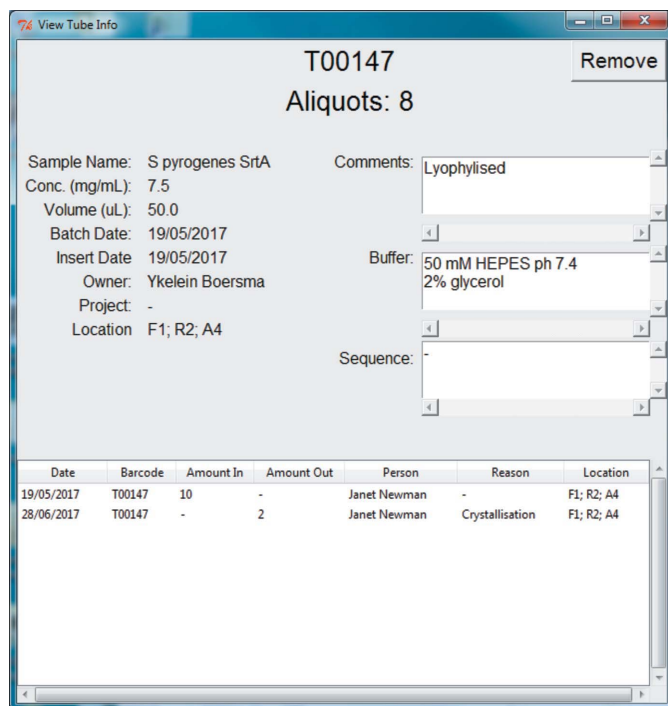 View Tube Info
T00147
Remove
Aliquots: 8
Sample Name: S pyrogenes SrtA
Conc. (mg/mL): 7.5
Volume (uL): 50.0
Batch Date: 19/05/2017
Insert Date 19/05/2017
Owner: Ykelein Boersma
Project: -
Location F1; R2; A4
Comments: Lyophylised
Buffer: 50 mM HEPES ph 7.4
2% glycerol
Sequence: -
Date Barcode Amount In Amount Out Person Reason Location
19/05/2017 T00147 10 - Janet Newman - F1; R2; A4
28/06/2017 T00147 - 2 Janet Newman Crystallisation F1; R2; A4